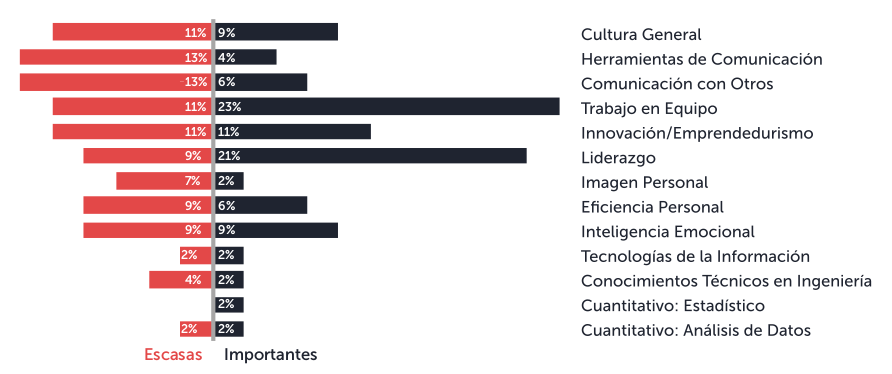 11% 9% Cultura General
13% 4% Herramientas de Comunicación
13% 6% Comunicación con Otros
11% 23% Trabajo en Equipo
11% 11% Innovación/Emprendedurismo
9% 21% Liderazgo
7% 2% Imagen Personal
9% 6% Eficiencia Personal
9% 9% Inteligencia Emocional
2% 2% Tecnologías de la Información
4% 2% Conocimientos Técnicos en Ingeniería
2% Cuantitativo: Estadístico
2% 2% Cuantitativo: Análisis de Datos
Escasas Importantes